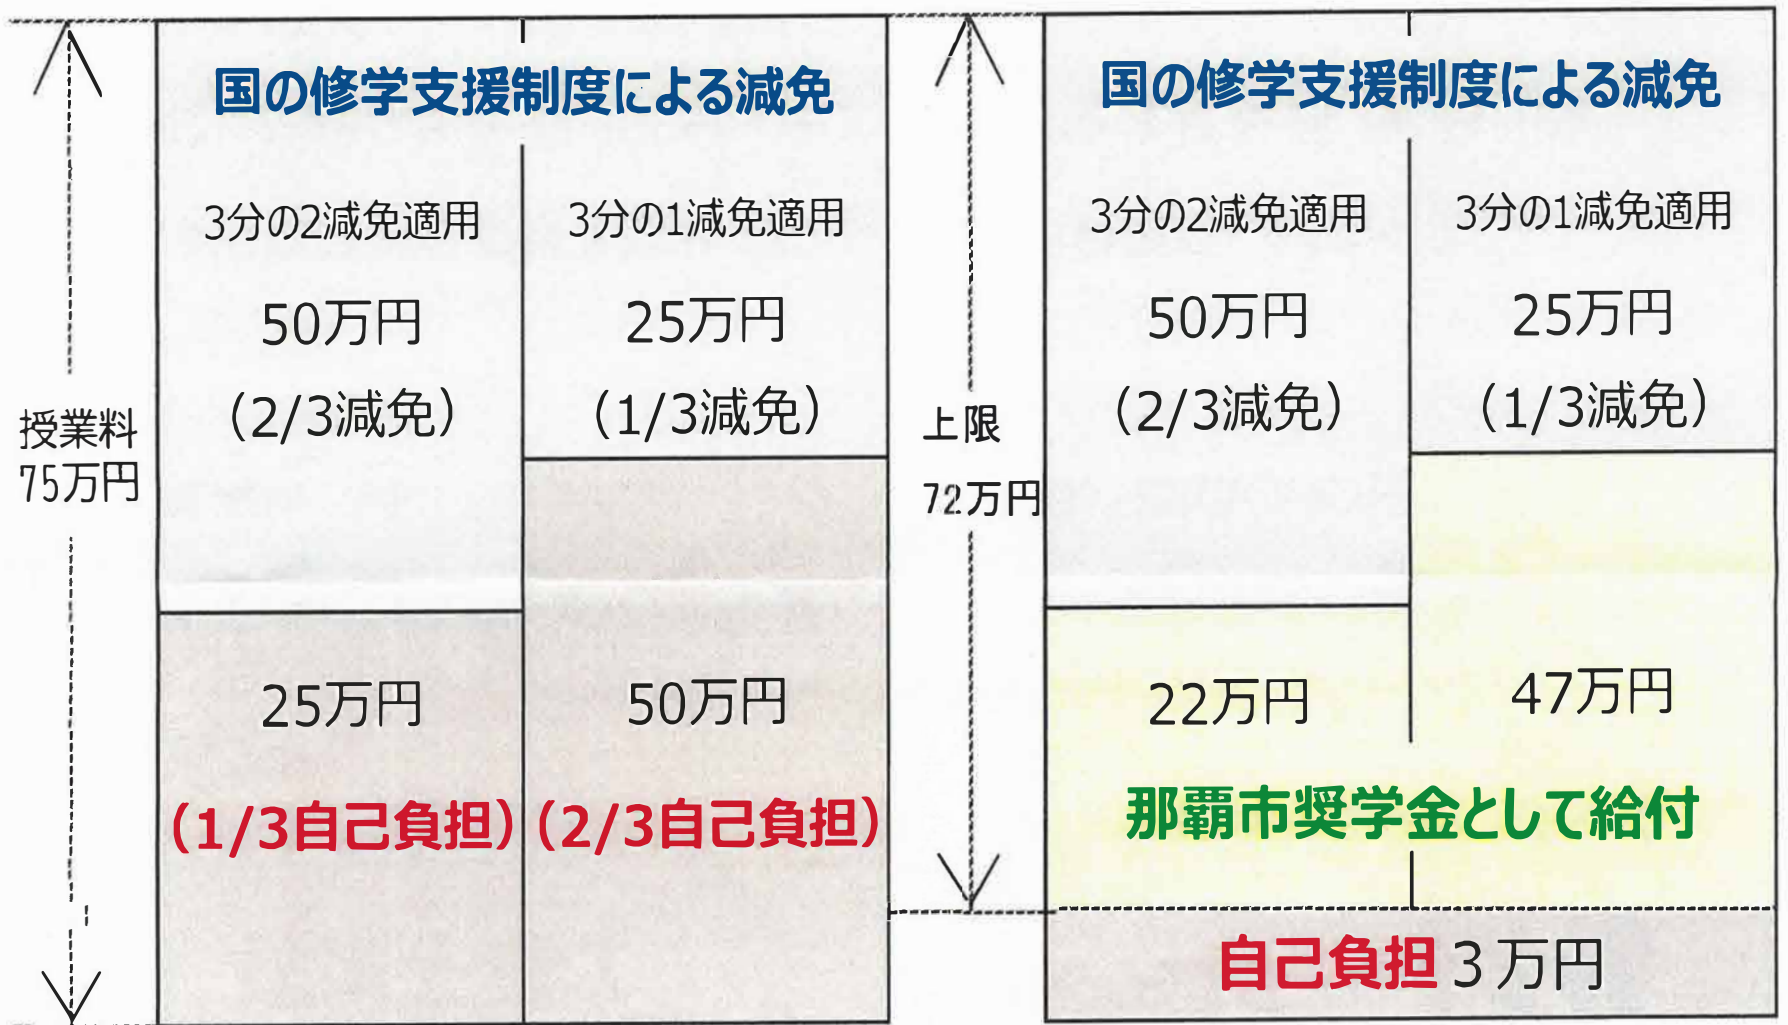 国の修学支援制度による減免
3分の2減免適用
50万円
(2/3減免)
3分の1減免適用
25万円
(1/3減免)
授業料
75万円
25万円
(1/3自己負担)
50万円
(2/3自己負担)
上限
72万円
国の修学支援制度による減免
3分の2減免適用
50万円
(2/3減免)
3分の1減免適用
25万円
(1/3減免)
22万円
47万円
那覇市奨学金として給付
自己負担 3万円